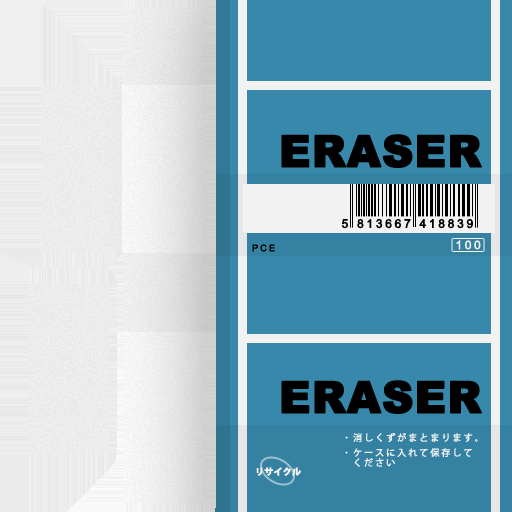 ERASER
5 813667 418839
PCE
100
ERASER
・消しくずがまとまります。
・ケースに入れて保存して
ください
リサイクル